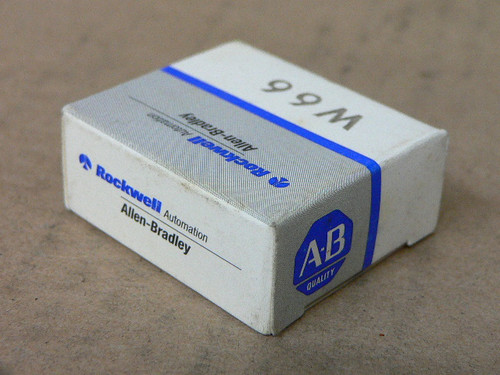 W66
Rockwell Automation
Allen-Bradley
Rockwell Automation
Allen-Bradley
A-B
QUALITY